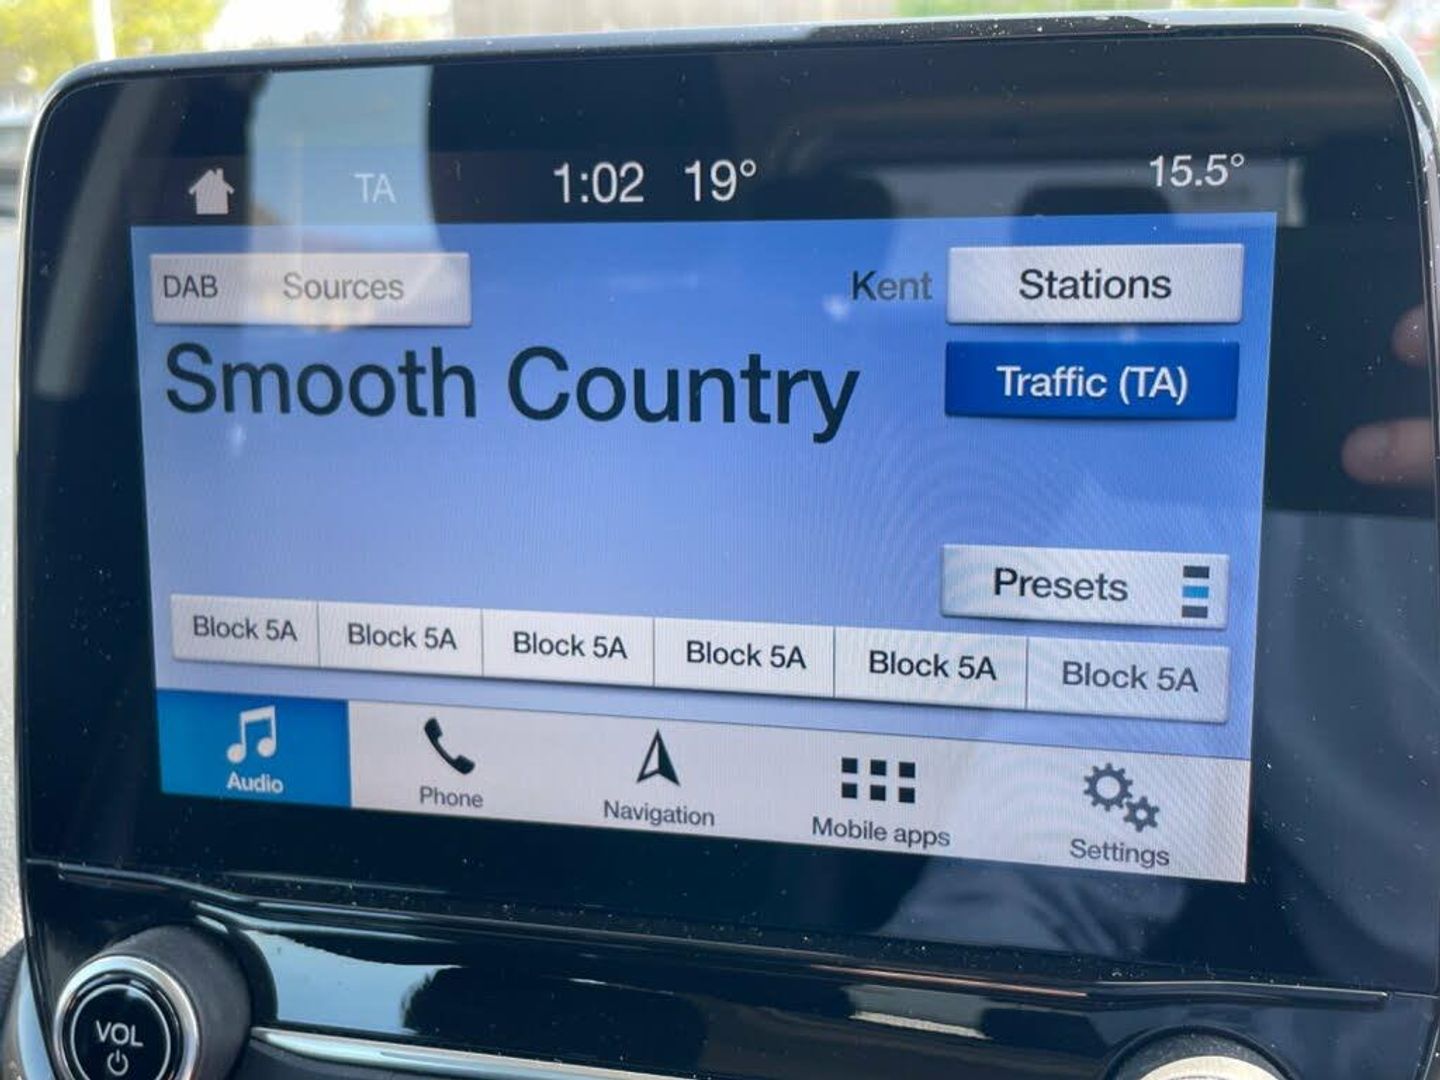 TA 1:02 19° 15.5°
DAB Sources Kent Stations
Smooth Country
Traffic (TA)
Presets
Block 5A Block 5A Block 5A Block 5A Block 5A Block 5A
Audio Phone Navigation Mobile apps Settings
VOL